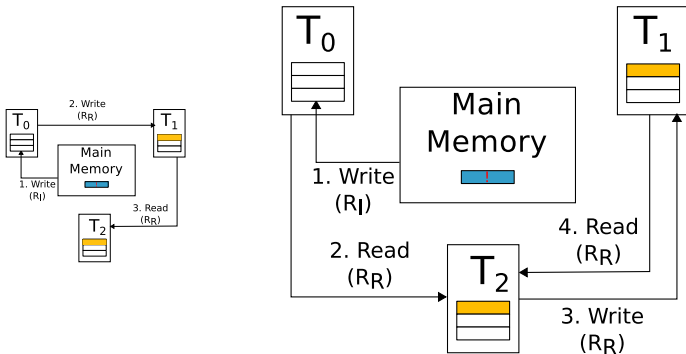 T0
2. Write
(RR)
T1
Main
Memory
!
1. Write
(RI)
3. Read
(RR)
T2
T0
T1
Main
Memory
!
1. Write
(RI)
2. Read
(RR)
T2
4. Read
(RR)
3. Write
(RR)